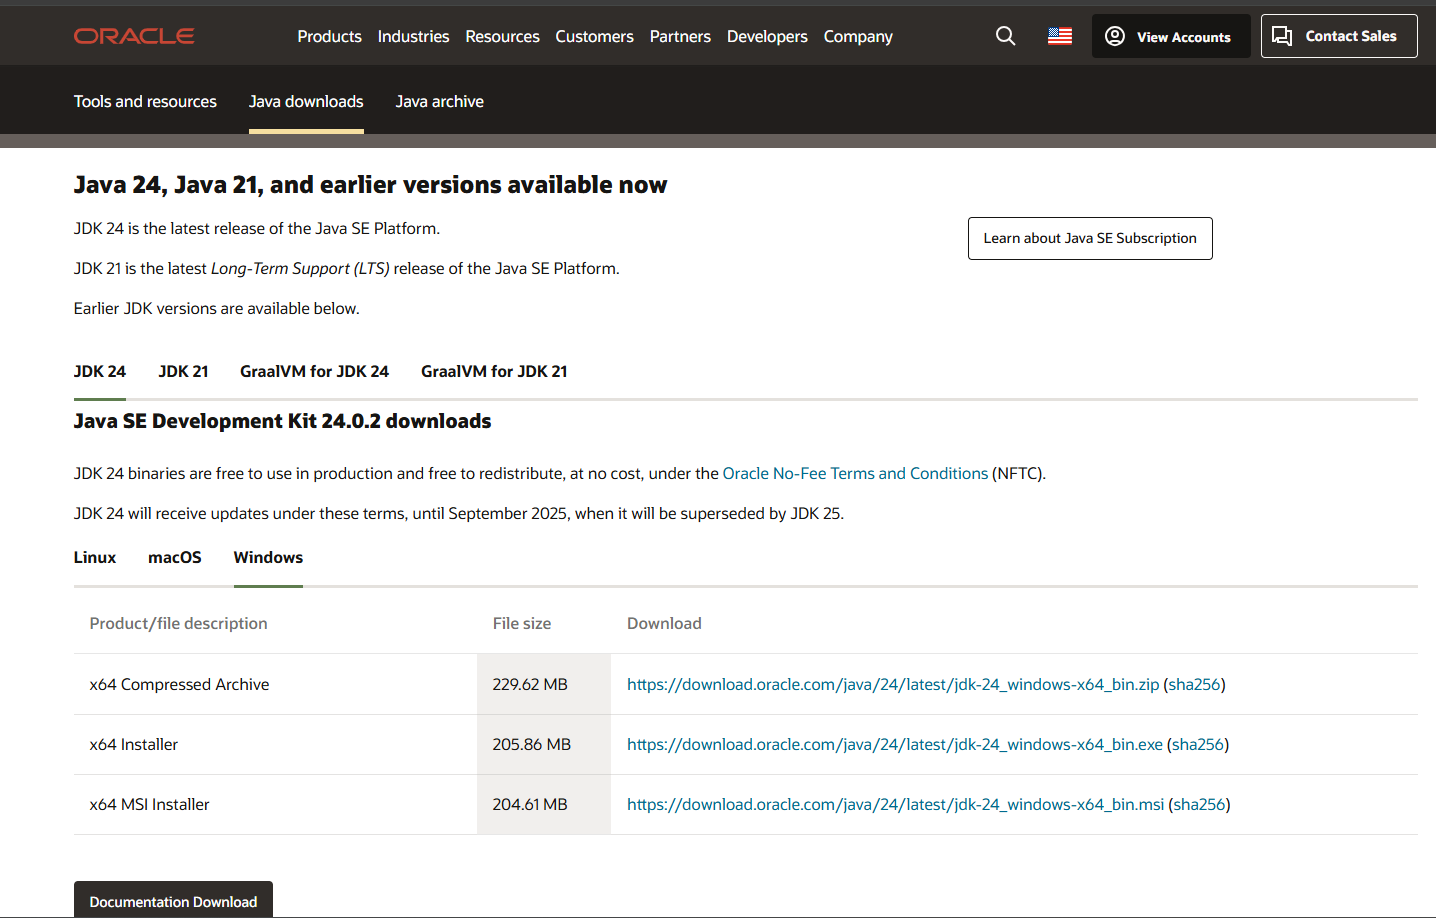 ORACLE
Products Industries Resources Customers Partners Developers Company
View Accounts
Contact Sales
Tools and resources Java downloads Java archive
Java 24, Java 21, and earlier versions available now
JDK 24 is the latest release of the Java SE Platform.
Learn about Java SE Subscription
JDK 21 is the latest Long-Term Support (LTS) release of the Java SE Platform.
Earlier JDK versions are available below.
JDK 24 JDK 21 GraalVM for JDK 24 GraalVM for JDK 21
Java SE Development Kit 24.0.2 downloads
JDK 24 binaries are free to use in production and free to redistribute, at no cost, under the Oracle No-Fee Terms and Conditions (NFTC).
JDK 24 will receive updates under these terms, until September 2025, when it will be superseded by JDK 25.
Linux macOS Windows
Product/file description File size Download
x64 Compressed Archive 229.62 MB https://download.oracle.com/java/24/latest/jdk-24_windows-x64_bin.zip (sha256)
x64 Installer 205.86 MB https://download.oracle.com/java/24/latest/jdk-24_windows-x64_bin.exe (sha256)
x64 MSI Installer 204.61 MB https://download.oracle.com/java/24/latest/jdk-24_windows-x64_bin.msi (sha256)
Documentation Download